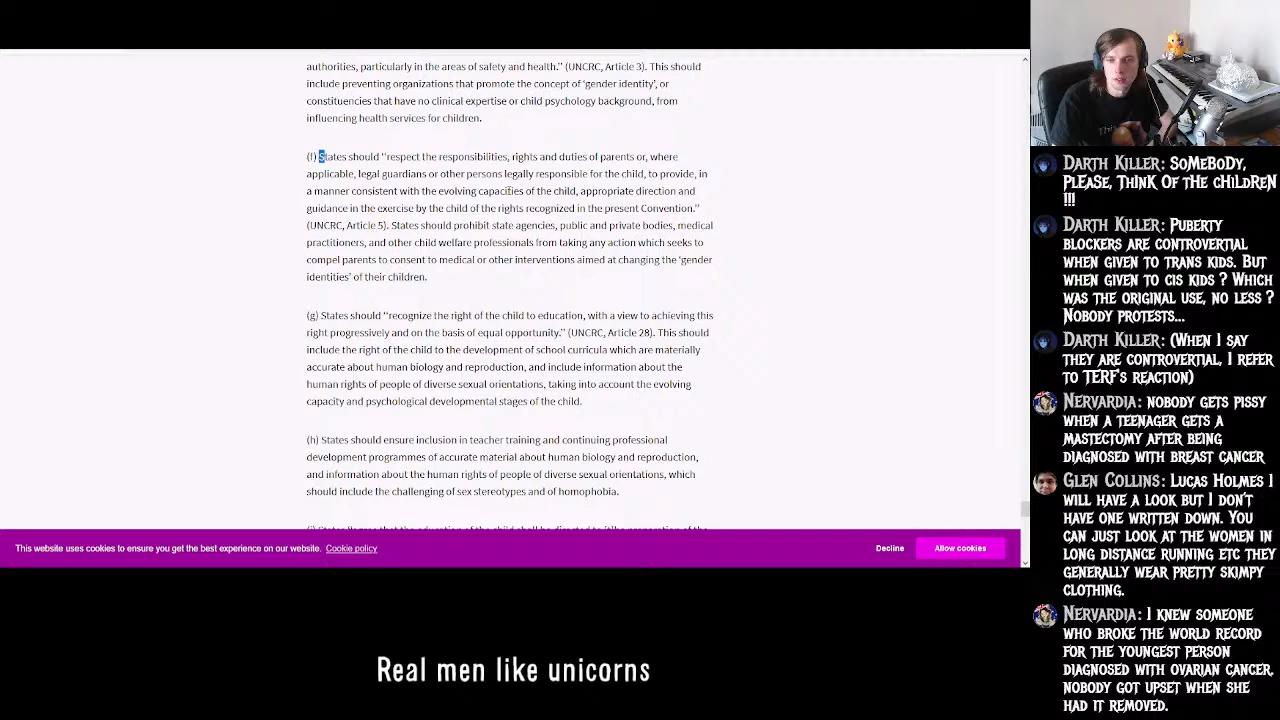 authorities, particularly in the areas of safety and health.” (UNCRC, Article 3). This should
include preventing organizations that promote the concept of ‘gender identity’, or
constituencies that have no clinical expertise or child psychology background, from
influencing health services for children.
(f) States should “respect the responsibilities, rights and duties of parents or, where
applicable, legal guardians or other persons legally responsible for the child, to provide, in
a manner consistent with the evolving capacities of the child, appropriate direction and
guidance in the exercise by the child of the rights recognized in the present Convention.”
(UNCRC, Article 5). States should prohibit state agencies, public and private bodies, medical
practitioners, and other child welfare professionals from taking any action which seeks to
compel parents to consent to medical or other interventions aimed at changing the ‘gender
identities’ of their children.
(g) States should “recognize the right of the child to education, with a view to achieving this
right progressively and on the basis of equal opportunity.” (UNCRC, Article 28). This should
include the right of the child to the development of school curricula which are materially
accurate about human biology and reproduction, and include information about the
human rights of people of diverse sexual orientations, taking into account the evolving
capacity and psychological developmental stages of the child.
(h) States should ensure inclusion in teacher training and continuing professional
development programmes of accurate material about human biology and reproduction,
and information about the human rights of people of diverse sexual orientations, which
should include the challenging of sex stereotypes and of homophobia.
(i) States “agree that the education of the child shall be directed to [t]he preparation of the
This website uses cookies to ensure you get the best experience on our website. Cookie policy
Decline
Allow cookies
Real men like unicorns
Darth Killer: SoMeBoDy,
PLeAsE, ThInK Of tHe cHiLdReN
!!!
Darth Killer: Puberty
blockers are controvertial
when given to trans kids. But
when given to cis kids ? Which
was the original use, no less ?
Nobody protests...
Darth Killer: (When I say
they are controvertial, I refer
to TERF's reaction)
Nervardia: nobody gets pissy
when a teenager gets a
mastectomy after being
diagnosed with breast cancer
Glen Collins: Lucas Holmes I
will have a look but I don't
have one written down. You
can just look at the women in
long distance running etc they
generally wear pretty skimpy
clothing.
Nervardia: I knew someone
who broke the world record
for the youngest person
diagnosed with ovarian cancer,
nobody got upset when she
had it removed.